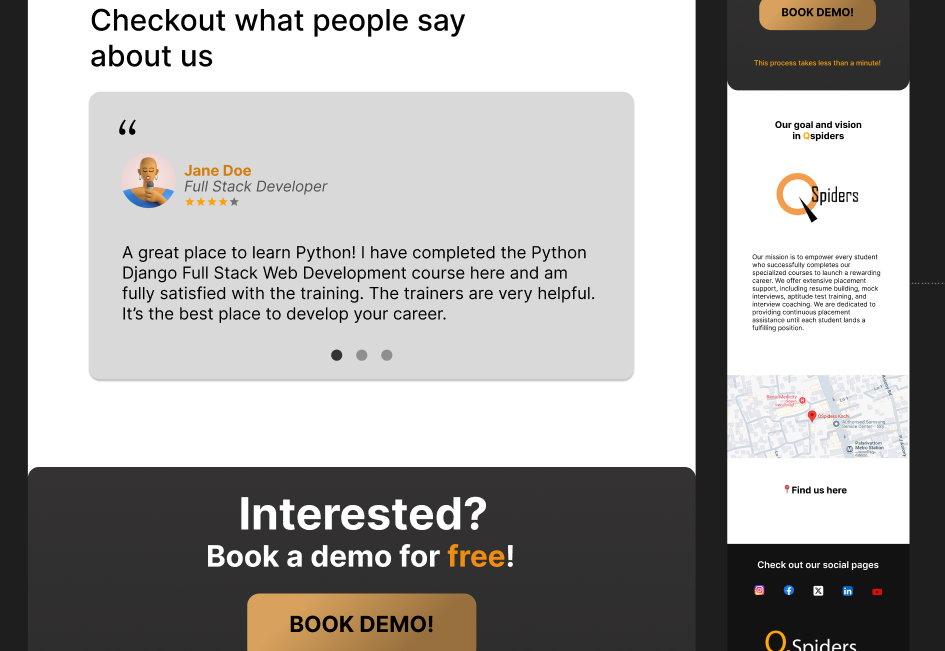 Checkout what people say
about us
“
Jane Doe
Full Stack Developer
A great place to learn Python! I have completed the Python
Django Full Stack Web Development course here and am
fully satisfied with the training. The trainers are very helpful.
It’s the best place to develop your career.
Interested?
Book a demo for free!
BOOK DEMO!
BOOK DEMO!
This process takes less than a minute!
Our goal and vision
in Qspiders
QSpiders
Our mission is to empower every student
who successfully completes our
specialized courses to launch a rewarding
career. We offer extensive placement
support, including resume building, mock
interviews, aptitude test training, and
interview coaching. We are dedicated to
providing continuous placement
assistance until each student lands a
fulfilling position.
QSpiders Kochi
Authorised Samsung
Palarivattom
Metro Station
Find us here
Check out our social pages
QSpiders